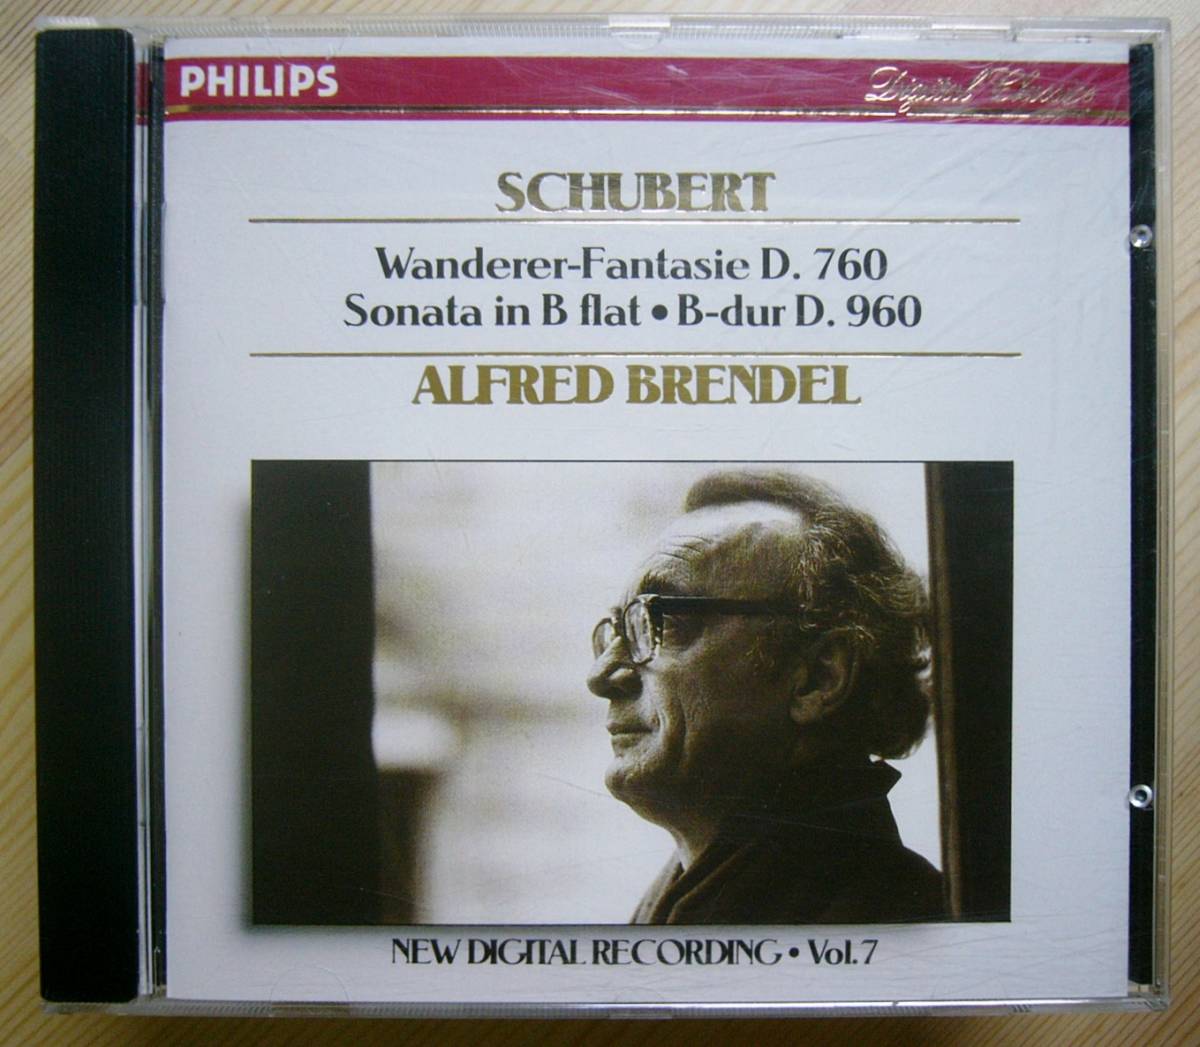 PHILIPS
Digital Classics
SCHUBERT
Wanderer-Fantasie D. 760
Sonata in B flat • B-dur D. 960
ALFRED BRENDEL
NEW DIGITAL RECORDING • Vol. 7